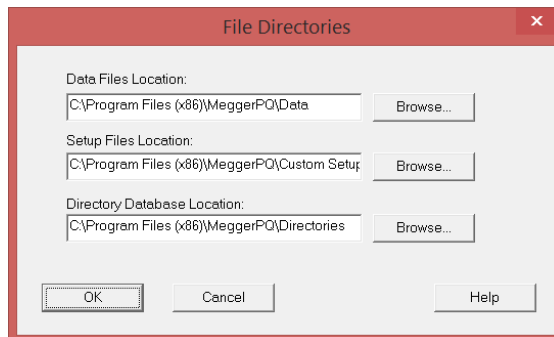 File Directories
Data Files Location:
C:\Program Files (x86)\MeggerPQ\Data
Browse...
Setup Files Location:
C:\Program Files (x86)\MeggerPQ\Custom Setup
Browse...
Directory Database Location:
C:\Program Files (x86)\MeggerPQ\Directories
Browse...
OK
Cancel
Help